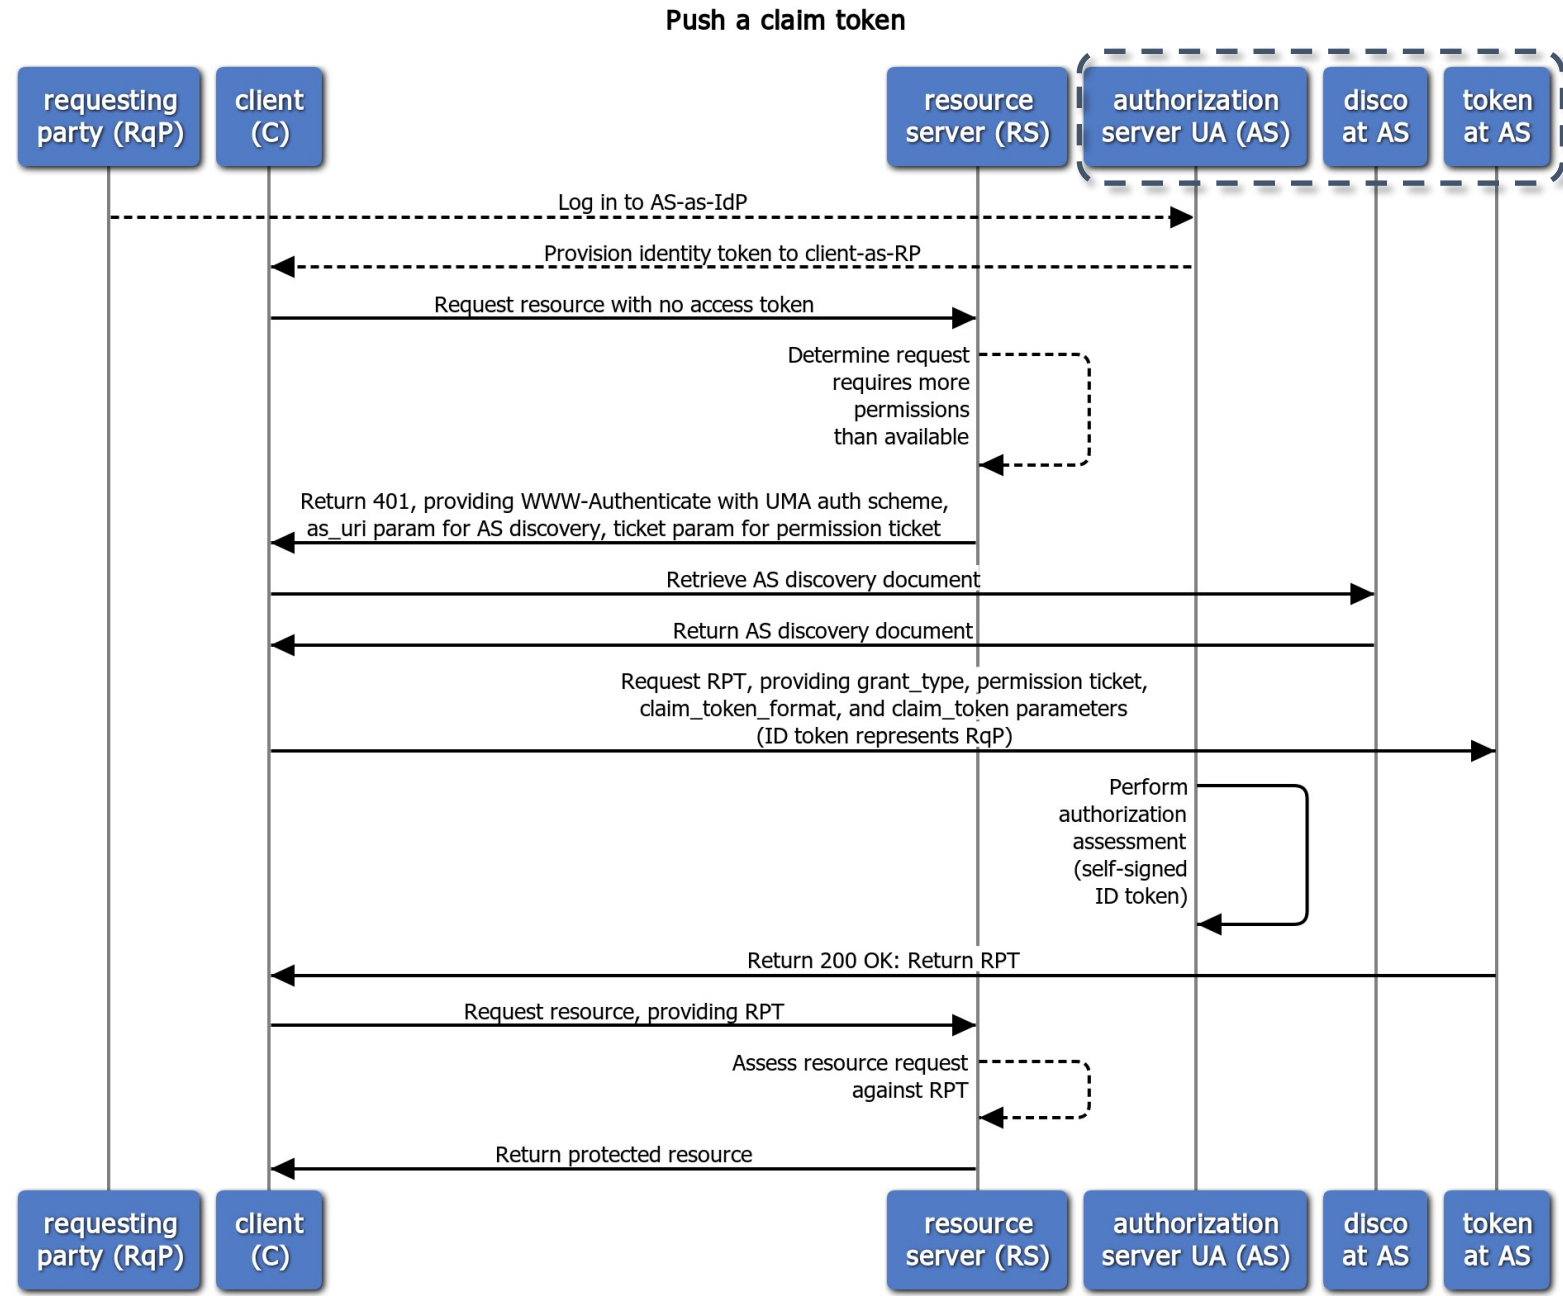 Push a claim token
requesting
party (RqP)
client
(C)
resource
server (RS)
authorization
server UA (AS)
disco
at AS
token
at AS
Log in to AS-as-IdP
Provision identity token to client-as-RP
Request resource with no access token
Determine request
requires more
permissions
than available
Return 401, providing WWW-Authenticate with UMA auth scheme,
as_uri param for AS discovery, ticket param for permission ticket
Retrieve AS discovery document
Return AS discovery document
Request RPT, providing grant_type, permission ticket,
claim_token_format, and claim_token parameters
(ID token represents RqP)
Perform
authorization
assessment
(self-signed
ID token)
Return 200 OK: Return RPT
Request resource, providing RPT
Assess resource request
against RPT
Return protected resource
requesting
party (RqP)
client
(C)
resource
server (RS)
authorization
server UA (AS)
disco
at AS
token
at AS